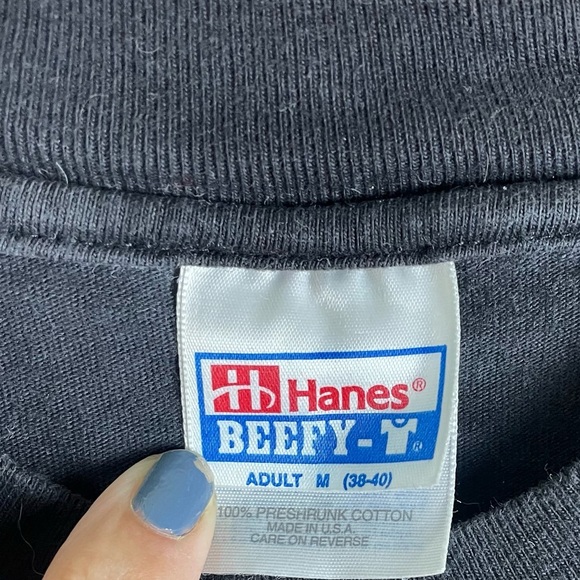 Hanes®
BEEFY-T®
ADULT M (38-40)
100% PRESHRUNK COTTON
MADE IN U.S.A.
CARE ON REVERSE